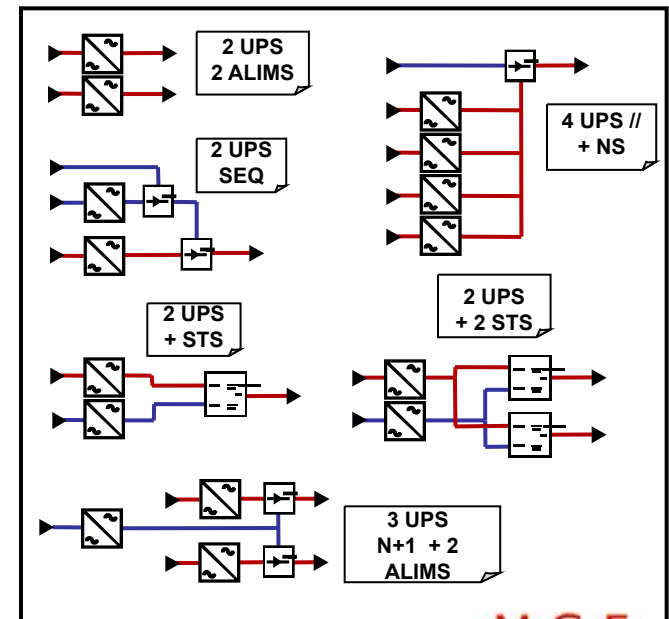 2 UPS
2 ALIMS
2 UPS
SEQ
4 UPS //
+ NS
2 UPS
+ STS
2 UPS
+ 2 STS
3 UPS
N+1 + 2
ALIMS